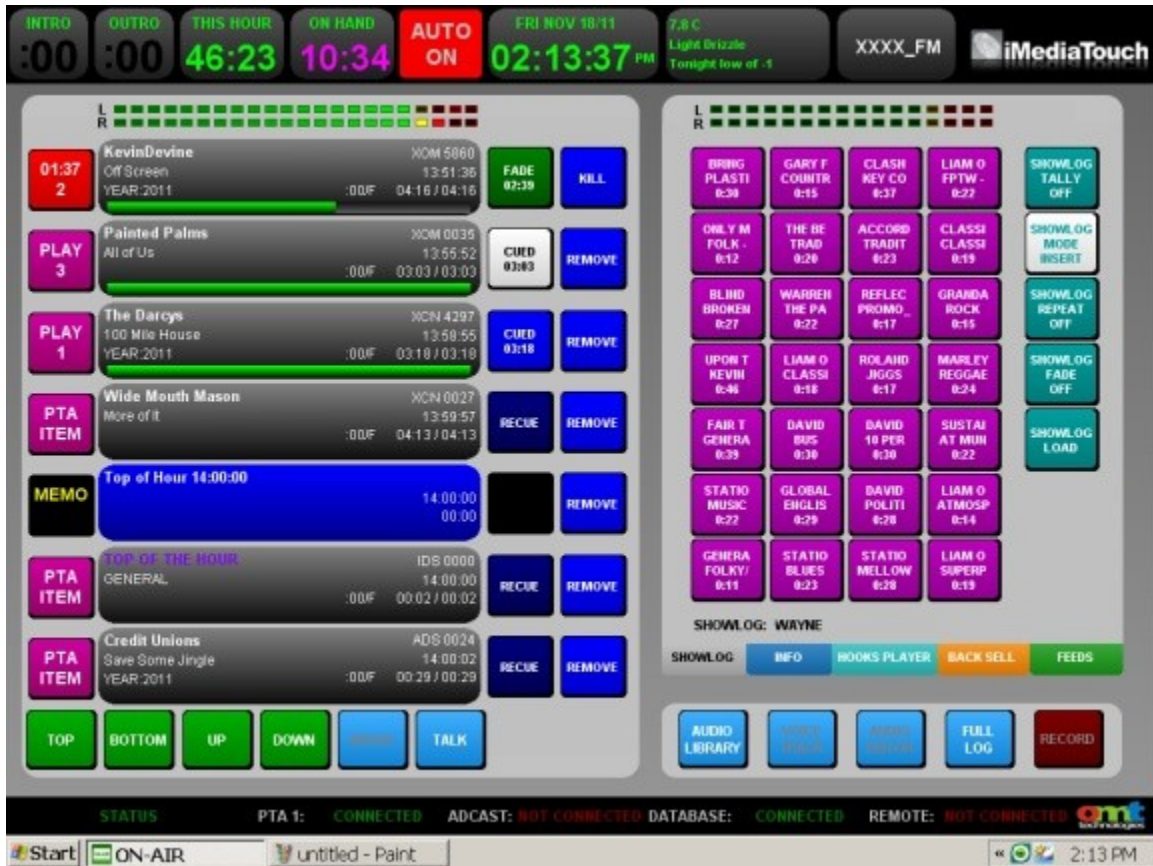 INTRO
:00
OUTRO
:00
THIS HOUR
46:23
ON HAND
10:34
AUTO
ON
FRI NOV 18/11
02:13:37 PM
7.8 C
Light Drizzle
Tonight low of -1
XXXX_FM
iMediaTouch
L
R
01:37
2
KevinDevine
XCM 5860
Off Screen
13:51:36
YEAR:2011
:00/F 04:16 / 04:16
FADE
02:39
KILL
PLAY
3
Painted Palms
XCM 0035
All of Us
13:55:52
:00/F 03:03 / 03:03
CUED
03:03
REMOVE
PLAY
1
The Darcys
XCN 4297
100 Mile House
13:58:55
YEAR:2011
:00/F 03:18 / 03:18
CUED
03:18
REMOVE
PTA
ITEM
Wide Mouth Mason
XCN 0027
More of It
13:59:57
:00/F 04:13 / 04:13
RECUE
REMOVE
MEMO
Top of Hour 14:00:00
14:00:00
00:00
REMOVE
PTA
ITEM
TOP OF THE HOUR
IDS 0000
GENERAL
14:00:00
:00/F 00:02 / 00:02
RECUE
REMOVE
PTA
ITEM
Credit Unions
ADS 0024
Save Some Jingle
14:00:02
YEAR:2011
:00/F 00:29 / 00:29
RECUE
REMOVE
TOP
BOTTOM
UP
DOWN
TALK
L
R
BRING
PLASTI
0:30
GARY F
COUNTR
0:15
CLASH
KEY CO
0:37
LIAM O
FPTW -
0:22
SHOWLOG
TALLY
OFF
ONLY M
FOLK -
0:12
THE BE
TRAD
0:20
ACCORD
TRADIT
0:23
CLASSI
CLASSI
0:19
SHOWLOG
MODE
INSERT
BLIND
BROKEN
0:27
WARREN
THE PA
0:22
REFLEC
PROMO_
0:17
GRANDA
ROCK
0:15
SHOWLOG
REPEAT
OFF
UPON T
KEVIN
0:46
LIAM O
CLASSI
0:18
ROLAND
JIGGS
0:17
MARLEY
REGGAE
0:24
SHOWLOG
FADE
OFF
FAIR T
GENERA
0:39
DAVID
BUS
0:30
DAVID
10 PER
0:30
SUSTAI
AT MUN
0:22
SHOWLOG
LOAD
STATIO
MUSIC
0:22
GLOBAL
ENGLIS
0:29
DAVID
POLITI
0:28
LIAM O
ATMOSP
0:14
GENERA
FOLKY/
0:11
STATIO
BLUES
0:23
STATIO
MELLOW
0:28
LIAM O
SUPERP
0:19
SHOWLOG: WAYNE
SHOWLOG
INFO
HOOKS PLAYER
BACK SELL
FEEDS
AUDIO
LIBRARY
FULL
LOG
RECORD
STATUS
PTA 1: CONNECTED
ADCAST: NOT CONNECTED
DATABASE: CONNECTED
REMOTE: NOT CONNECTED
omt
technologies
Start
ON-AIR
untitled - Paint
2:13 PM